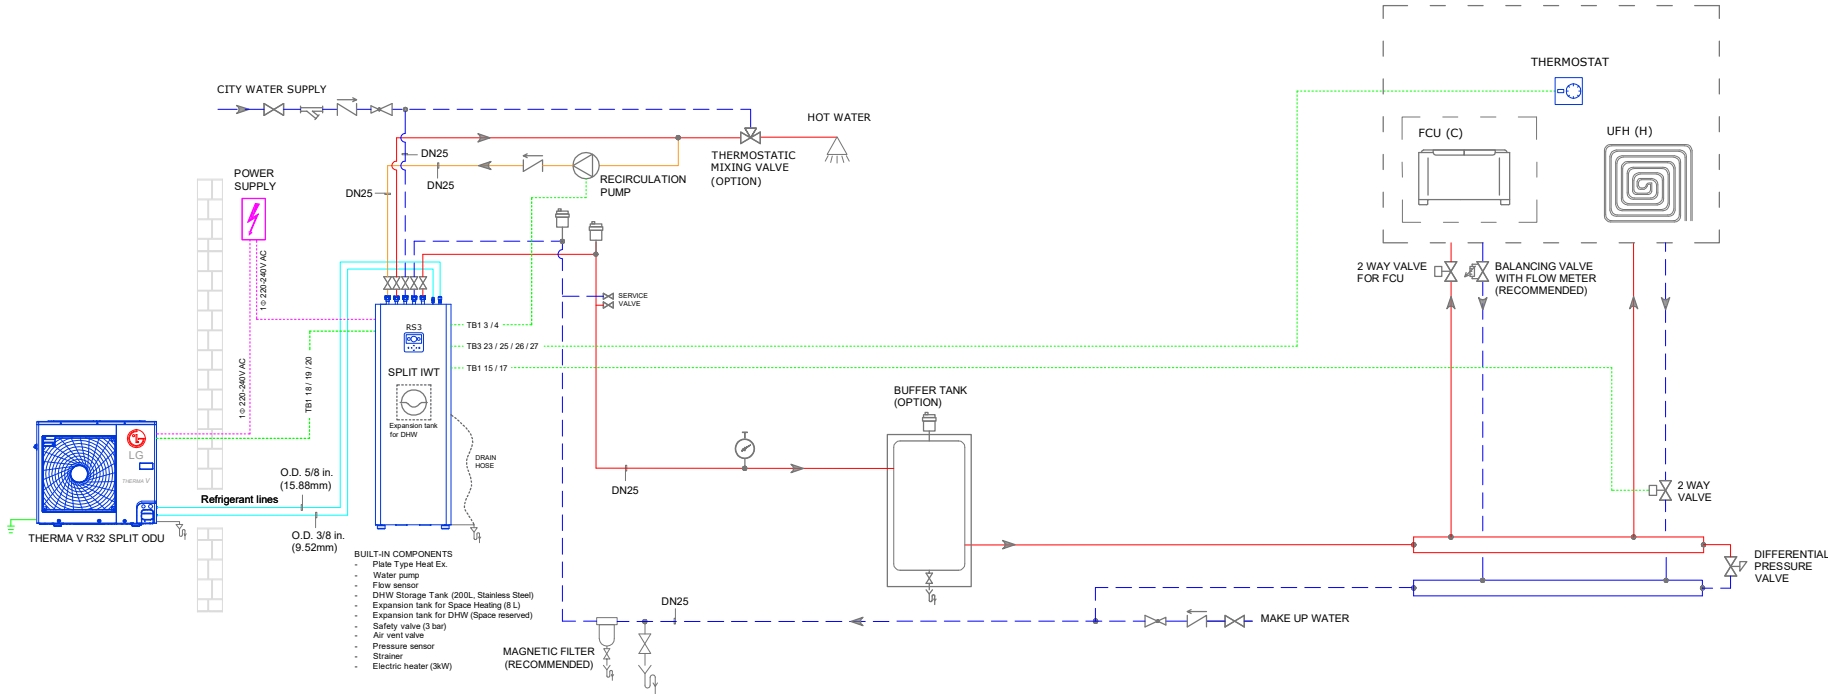 CITY WATER SUPPLY
HOT WATER
THERMOSTAT
DN25
THERMOSTATIC
MIXING VALVE
(OPTION)
FCU (C)
UFH (H)
POWER
SUPPLY
DN25
DN25
RECIRCULATION
PUMP
1Φ 220-240V AC
2 WAY VALVE
FOR FCU
BALANCING VALVE
WITH FLOW METER
(RECOMMENDED)
SERVICE
VALVE
RS3
TB1 3 / 4
TB3 23 / 25 / 26 / 27
TB1 15 / 17
1Φ 220-240V AC
TB1 18 / 19 / 20
SPLIT IWT
Expansion tank
for DHW
BUFFER TANK
(OPTION)
LG
LG
THERMA V
DRAIN
HOSE
O.D. 5/8 in.
(15.88mm)
Refrigerant lines
DN25
2 WAY
VALVE
THERMA V R32 SPLIT ODU
O.D. 3/8 in.
(9.52mm)
BUILT-IN COMPONENTS
- Plate Type Heat Ex.
- Water pump
- Flow sensor
- DHW Storage Tank (200L, Stainless Steel)
- Expansion tank for Space Heating (8 L)
- Expansion tank for DHW (Space reserved)
- Safety valve (3 bar)
- Air vent valve
- Pressure sensor
- Strainer
- Electric heater (3kW)
DIFFERENTIAL
PRESSURE
VALVE
DN25
MAKE UP WATER
MAGNETIC FILTER
(RECOMMENDED)